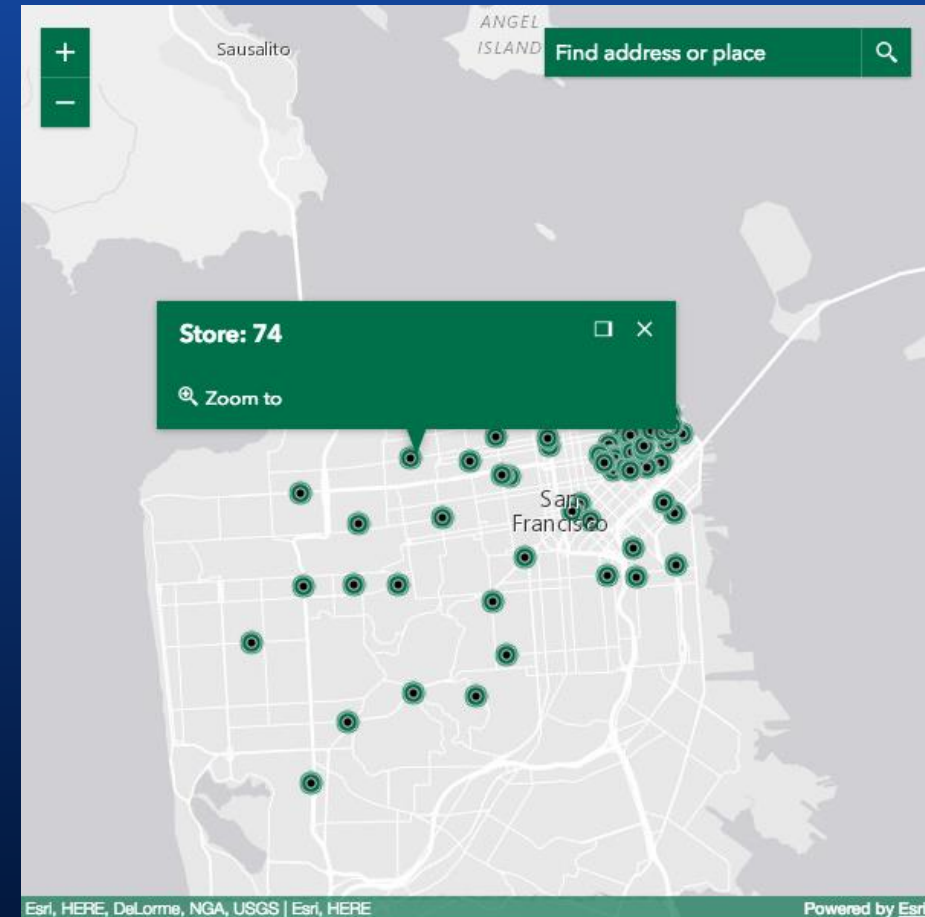 ANGEL
ISLAND
Sausalito
+
Find address or place
−
Store: 74
Zoom to
San
Francisco
Esri, HERE, DeLorme, NGA, USGS | Esri, HERE
Powered by Esri